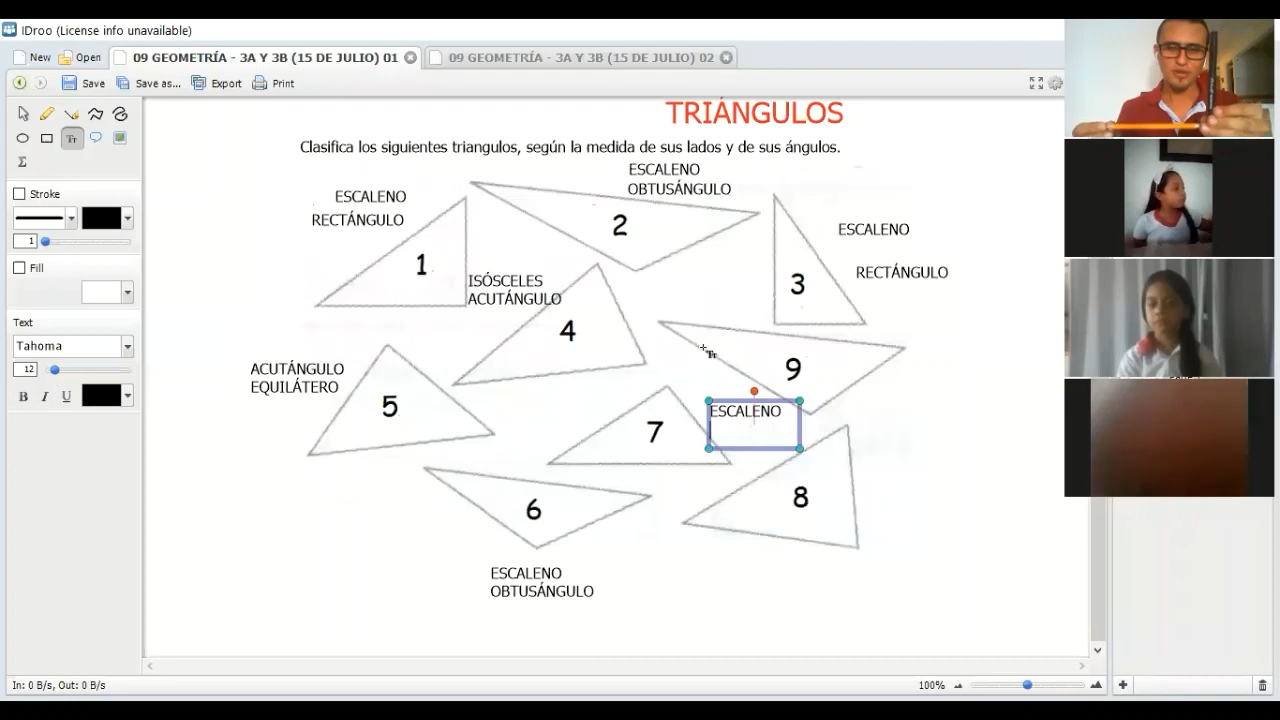 IDroo (License info unavailable)
New Open 09 GEOMETRÍA - 3A Y 3B (15 DE JULIO) 01 09 GEOMETRÍA - 3A Y 3B (15 DE JULIO) 02
Save Save as... Export Print
Stroke
1
Fill
Text
Tahoma
12
B I U
TRIÁNGULOS
Clasifica los siguientes triangulos, según la medida de sus lados y de sus ángulos.
ESCALENO
RECTÁNGULO
1
ESCALENO
OBTUSÁNGULO
2
ESCALENO
RECTÁNGULO
3
ISÓSCELES
ACUTÁNGULO
4
ACUTÁNGULO
EQUILÁTERO
5
9
ESCALENO
7
8
6
ESCALENO
OBTUSÁNGULO
In: 0 B/s, Out: 0 B/s
100%